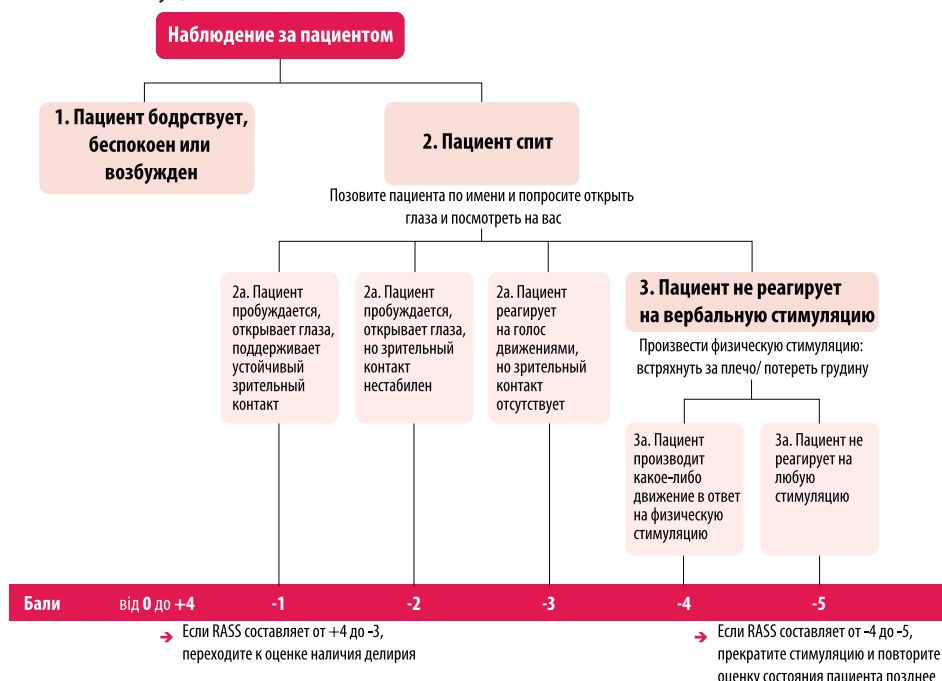 Наблюдение за пациентом
1. Пациент бодрствует,
беспокоен или
возбужден
2. Пациент спит
Позовите пациента по имени и попросите открыть
глаза и посмотреть на вас
2а. Пациент
пробуждается,
открывает глаза,
поддерживает
устойчивый
зрительный
контакт
2а. Пациент
пробуждается,
открывает глаза,
но зрительный
контакт
нестабилен
2а. Пациент
реагирует
на голос
движениями,
но зрительный
контакт
отсутствует
3. Пациент не реагирует
на вербальную стимуляцию
Произвести физическую стимуляцию:
встряхнуть за плечо/ потереть грудину
3а. Пациент
производит
какое-либо
движение в ответ
на физическую
стимуляцию
3а. Пациент не
реагирует на
любую
стимуляцию
Бали від 0 до +4 -1 -2 -3 -4 -5
Если RASS составляет от +4 до -3,
переходите к оценке наличия делирия
Если RASS составляет от -4 до -5,
прекратите стимуляцию и повторите
оценку состояния пациента позднее